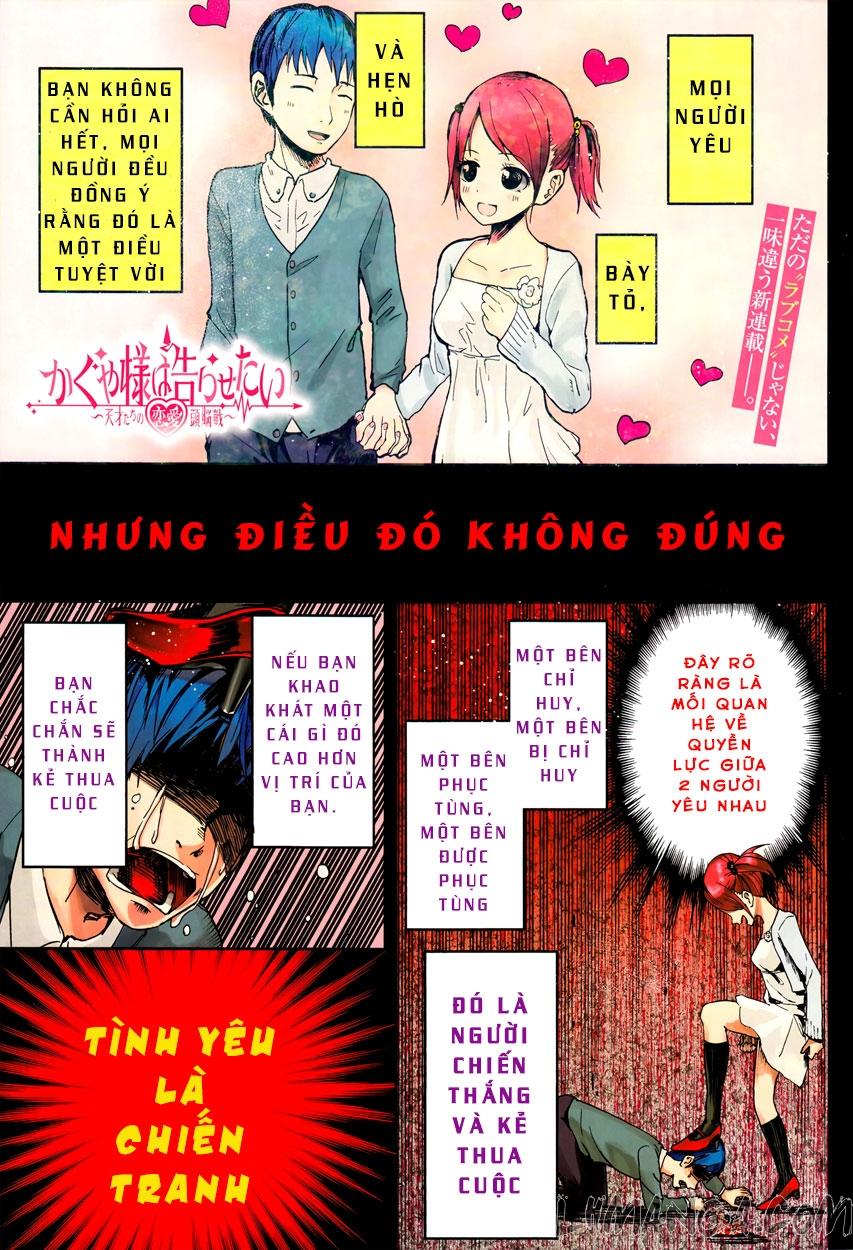 MỌI
NGƯỜI
YÊU
BÀY
TỎ,
VÀ
HẸN
HÒ
BẠN KHÔNG
CẦN HỎI AI
HẾT, MỌI
NGƯỜI ĐỀU
ĐỒNG Ý
RẰNG ĐÓ LÀ
MỘT ĐIỀU
TUYỆT VỜI
ただの〝ラブコメ〟じゃない、
一味違う新連載――。
かぐや様は告らせたい
～天才たちの恋愛頭脳戦～
NHƯNG ĐIỀU ĐÓ KHÔNG ĐÚNG
ĐÂY RÕ
RÀNG LÀ
MỐI QUAN
HỆ VỀ
QUYỀN
LỰC GIỮA
2 NGƯỜI
YÊU NHAU
MỘT BÊN
CHỈ
HUY,
MỘT BÊN
BỊ CHỈ
HUY
MỘT BÊN
PHỤC
TÙNG,
MỘT BÊN
ĐƯỢC
PHỤC
TÙNG
ĐÓ LÀ
NGƯỜI
CHIẾN
THẮNG
VÀ KẺ
THUA
CUỘC
NẾU BẠN
KHAO
KHÁT MỘT
CÁI GÌ ĐÓ
CAO HƠN
VỊ TRÍ CỦA
BẠN.
BẠN
CHẮC
CHẮN SẼ
THÀNH
KẺ THUA
CUỘC
TÌNH YÊU
LÀ
CHIẾN
TRANH